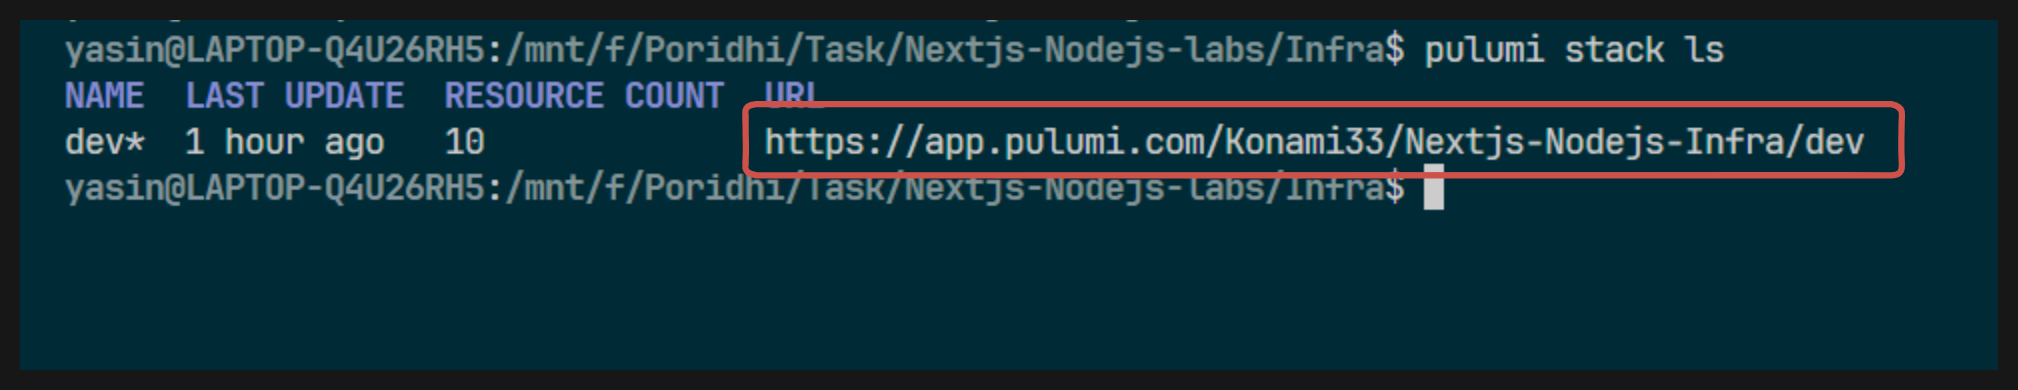 yasin@LAPTOP-Q4U26RH5:/mnt/f/Poridhi/Task/Nextjs-Nodejs-labs/Infra$ pulumi stack ls
NAME  LAST UPDATE  RESOURCE COUNT  URL
dev*  1 hour ago   10              https://app.pulumi.com/Konami33/Nextjs-Nodejs-Infra/dev
yasin@LAPTOP-Q4U26RH5:/mnt/f/Poridhi/Task/Nextjs-Nodejs-labs/Infra$